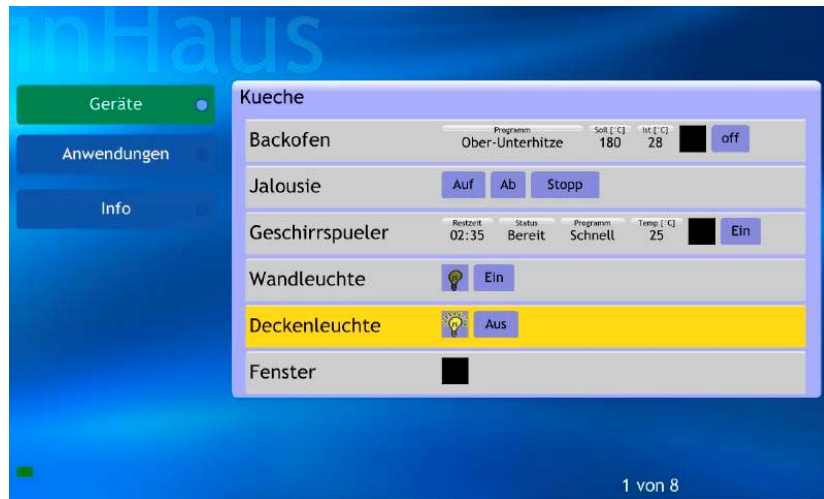 inHaus
Geräte
Anwendungen
Info
Kueche
Backofen
Programm Soll [°C] Ist [°C]
Ober-Unterhitze 180 28 off
Jalousie Auf Ab Stopp
Geschirrspueler
Restzeit Status Programm Temp [°C]
02:35 Bereit Schnell 25 Ein
Wandleuchte Ein
Deckenleuchte Aus
Fenster
1 von 8